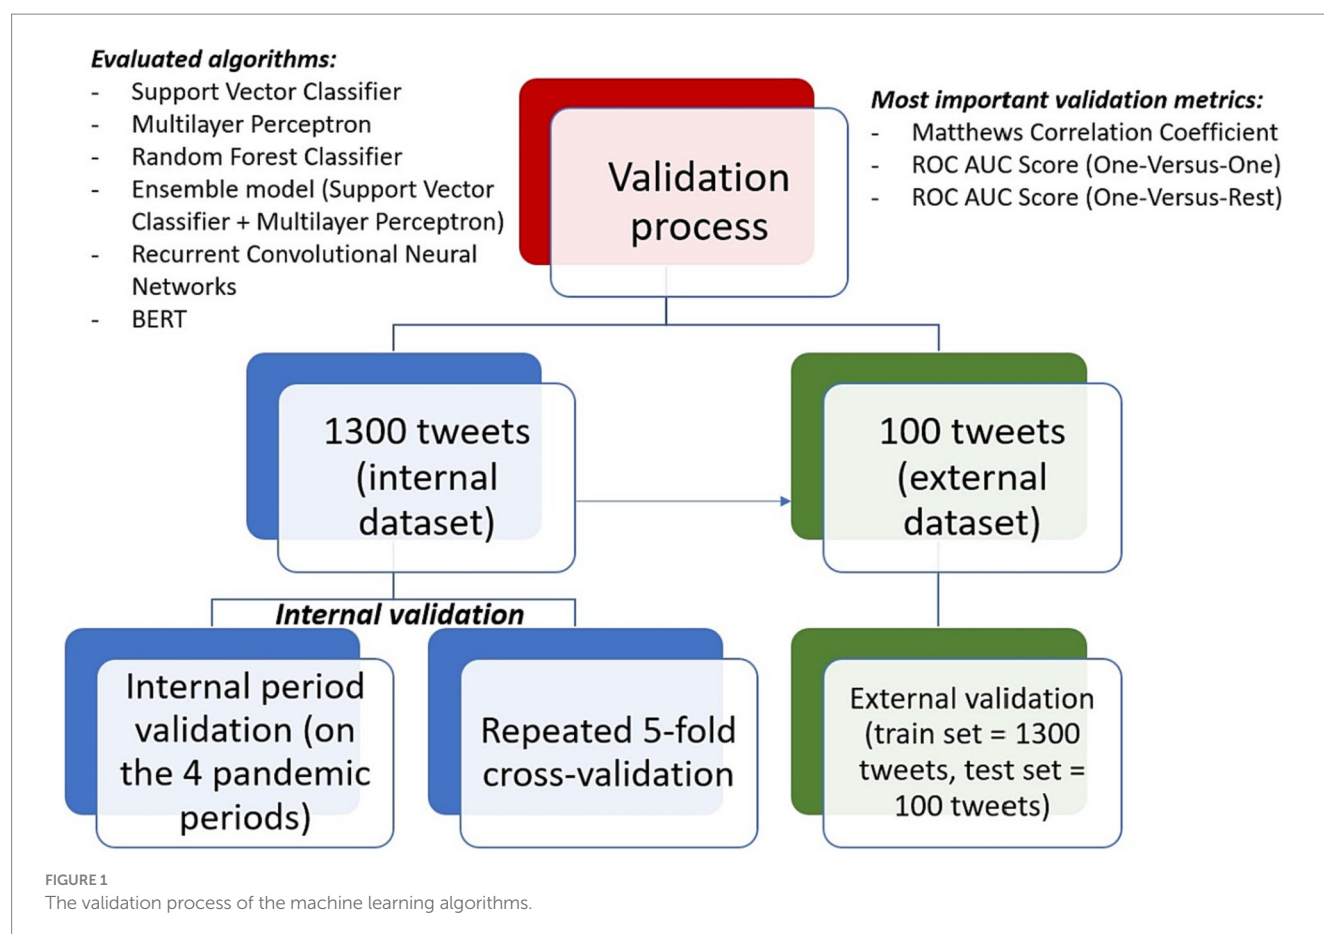 Evaluated algorithms:
- Support Vector Classifier
- Multilayer Perceptron
- Random Forest Classifier
- Ensemble model (Support Vector
Classifier + Multilayer Perceptron)
- Recurrent Convolutional Neural
Networks
- BERT
Validation
process
Most important validation metrics:
- Matthews Correlation Coefficient
- ROC AUC Score (One-Versus-One)
- ROC AUC Score (One-Versus-Rest)
1300 tweets
(internal
dataset)
100 tweets
(external
dataset)
Internal validation
Internal period
validation (on
the 4 pandemic
periods)
Repeated 5-fold
cross-validation
External validation
(train set = 1300
tweets, test set =
100 tweets)
FIGURE 1
The validation process of the machine learning algorithms.